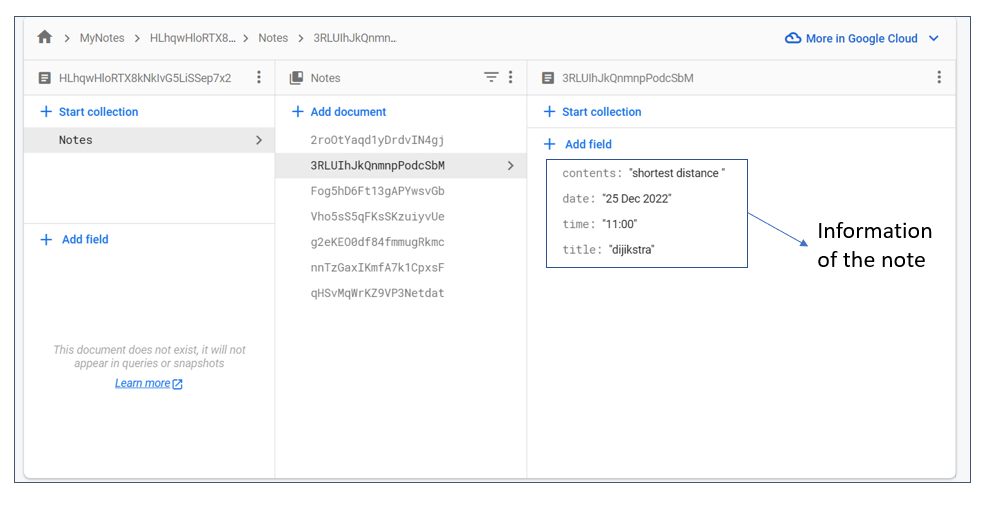 MyNotes > HLhqwHloRTX8... > Notes > 3RLUIhJkQnmn...
More in Google Cloud
HLhqwHloRTX8kNkIvG5LiSSep7x2
Start collection
Notes
Add field
This document does not exist, it will not
appear in queries or snapshots
Learn more
Notes
Add document
2roOtYaqd1yDrdvIN4gj
3RLUIhJkQnmnpPodcSbM
Fog5hD6Ft13gAPYwsvGb
Vho5sS5qFKsSKzuiyvUe
g2eKEO0df84fmmugRkmc
nnTzGaxIKmfA7k1CpxsF
qHSvMqWrKZ9VP3Netdat
3RLUIhJkQnmnpPodcSbM
Start collection
Add field
contents: "shortest distance "
date: "25 Dec 2022"
time: "11:00"
title: "dijikstra"
Information
of the note